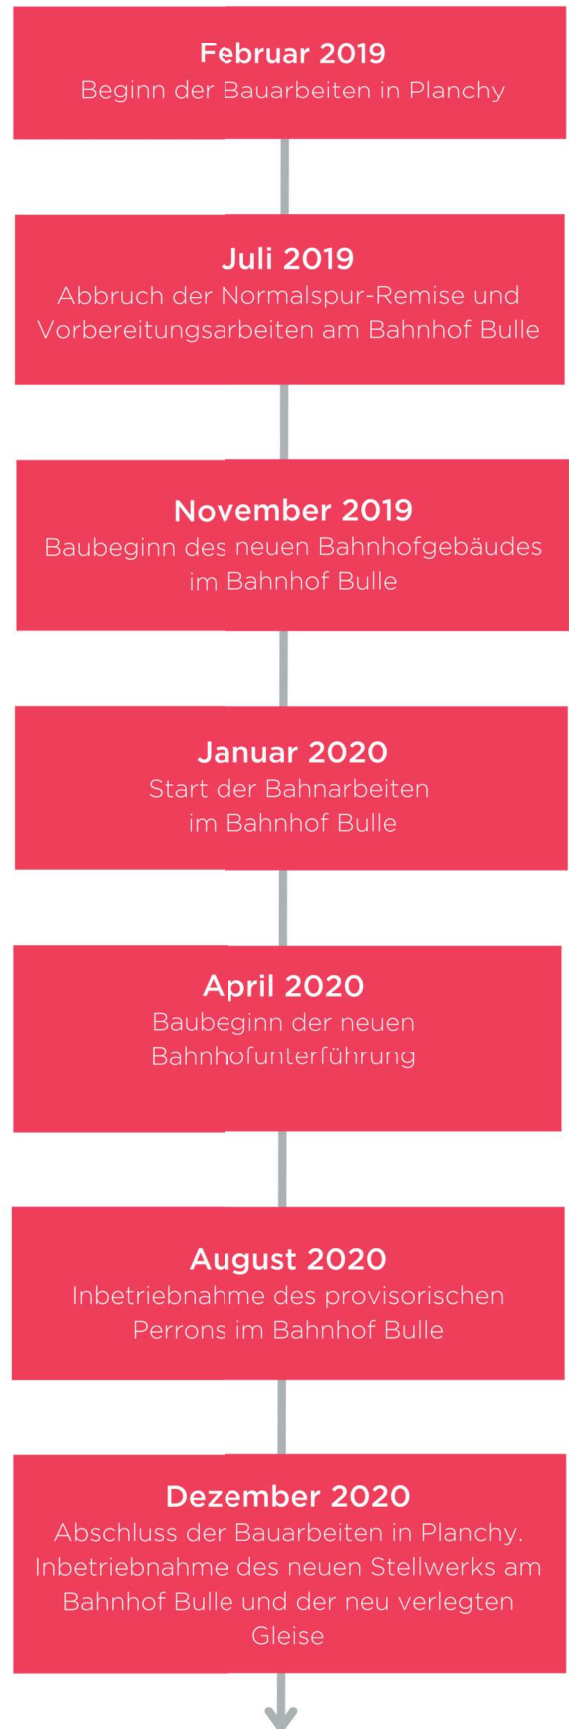 Februar 2019
Beginn der Bauarbeiten in Planchy
Juli 2019
Abbruch der Normalspur-Remise und
Vorbereitungsarbeiten am Bahnhof Bulle
November 2019
Baubeginn des neuen Bahnhofgebäudes
im Bahnhof Bulle
Januar 2020
Start der Bahnarbeiten
im Bahnhof Bulle
April 2020
Baubeginn der neuen
Bahnhofunterführung
August 2020
Inbetriebnahme des provisorischen
Perrons im Bahnhof Bulle
Dezember 2020
Abschluss der Bauarbeiten in Planchy.
Inbetriebnahme des neuen Stellwerks am
Bahnhof Bulle und der neu verlegten
Gleise